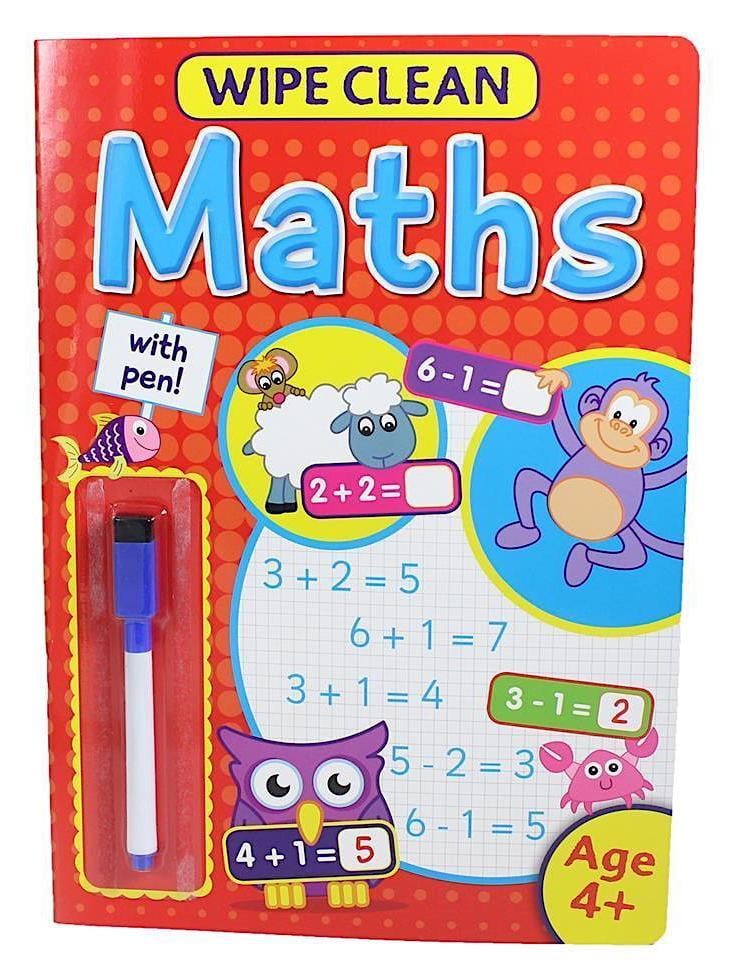 WIPE CLEAN
Maths
with
pen!
6-1=
2+2=
3 + 2 = 5
6 + 1 = 7
3 + 1 = 4
3-1= 2
5 - 2 = 3
6 - 1 = 5
4+1= 5
Age
4+